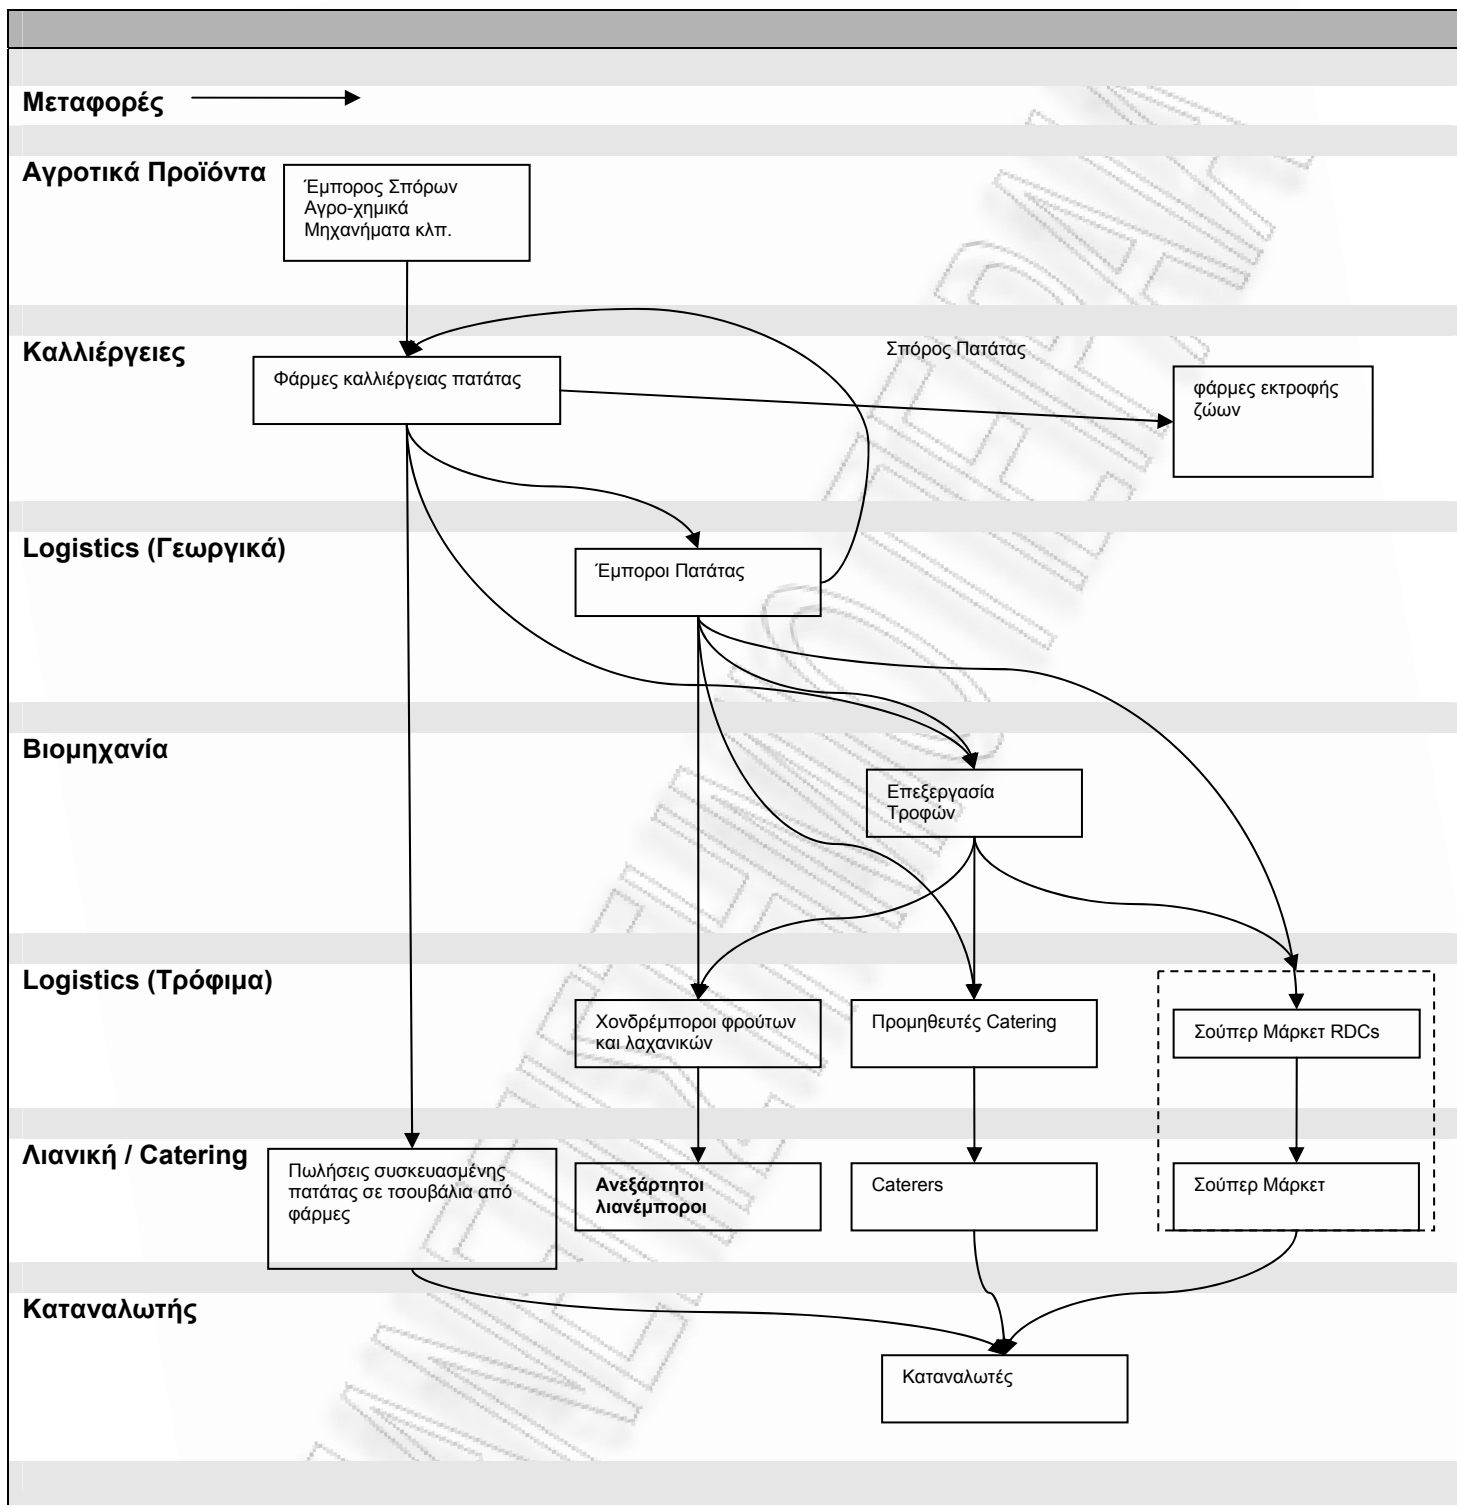 Μεταφορές
Αγροτικά Προϊόντα
Έμπορος Σπόρων
Αγρο-χημικά
Μηχανήματα κλπ.
Καλλιέργειες
Φάρμες καλλιέργειας πατάτας
Σπόρος Πατάτας
φάρμες εκτροφής
ζώων
Logistics (Γεωργικά)
Έμποροι Πατάτας
Βιομηχανία
Επεξεργασία
Τροφών
Logistics (Τρόφιμα)
Χονδρέμποροι φρούτων
και λαχανικών
Προμηθευτές Catering
Σούπερ Μάρκετ RDCs
Λιανική / Catering
Πωλήσεις συσκευασμένης
πατάτας σε τσουβάλια από
φάρμες
Ανεξάρτητοι
λιανέμποροι
Caterers
Σούπερ Μάρκετ
Καταναλωτής
Καταναλωτές